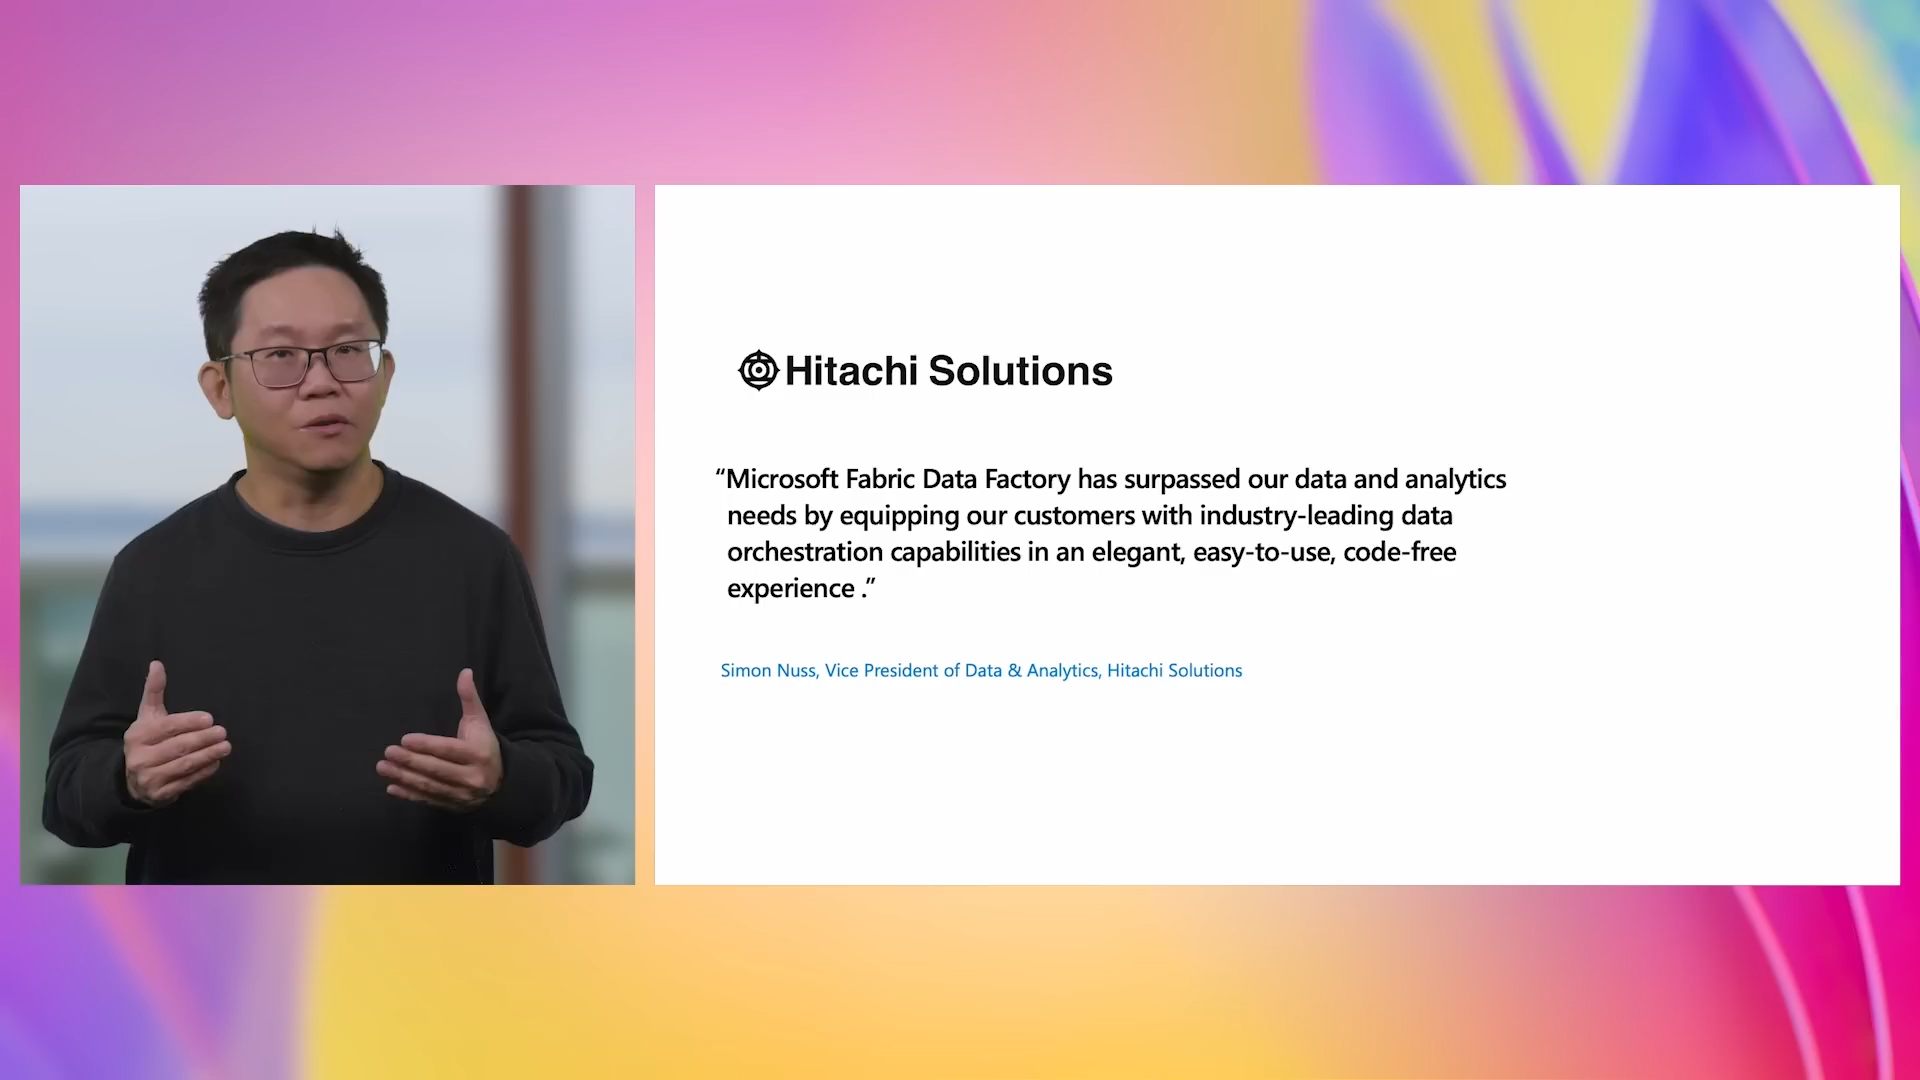 Hitachi Solutions
“Microsoft Fabric Data Factory has surpassed our data and analytics
needs by equipping our customers with industry-leading data
orchestration capabilities in an elegant, easy-to-use, code-free
experience .”
Simon Nuss, Vice President of Data & Analytics, Hitachi Solutions